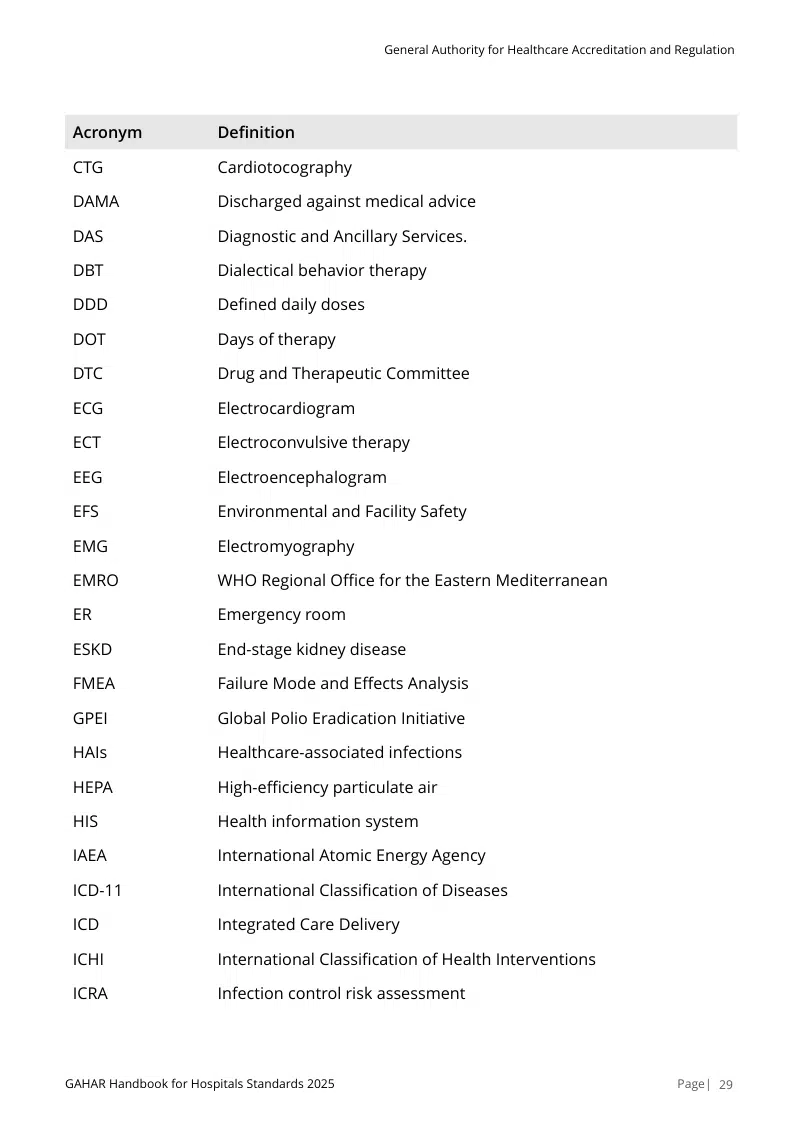 General Authority for Healthcare Accreditation and Regulation
Acronym Definition
CTG Cardiotocography
DAMA Discharged against medical advice
DAS Diagnostic and Ancillary Services.
DBT Dialectical behavior therapy
DDD Defined daily doses
DOT Days of therapy
DTC Drug and Therapeutic Committee
ECG Electrocardiogram
ECT Electroconvulsive therapy
EEG Electroencephalogram
EFS Environmental and Facility Safety
EMG Electromyography
EMRO WHO Regional Office for the Eastern Mediterranean
ER Emergency room
ESKD End-stage kidney disease
FMEA Failure Mode and Effects Analysis
GPEI Global Polio Eradication Initiative
HAIs Healthcare-associated infections
HEPA High-efficiency particulate air
HIS Health information system
IAEA International Atomic Energy Agency
ICD-11 International Classification of Diseases
ICD Integrated Care Delivery
ICHI International Classification of Health Interventions
ICRA Infection control risk assessment
GAHAR Handbook for Hospitals Standards 2025 Page| 29